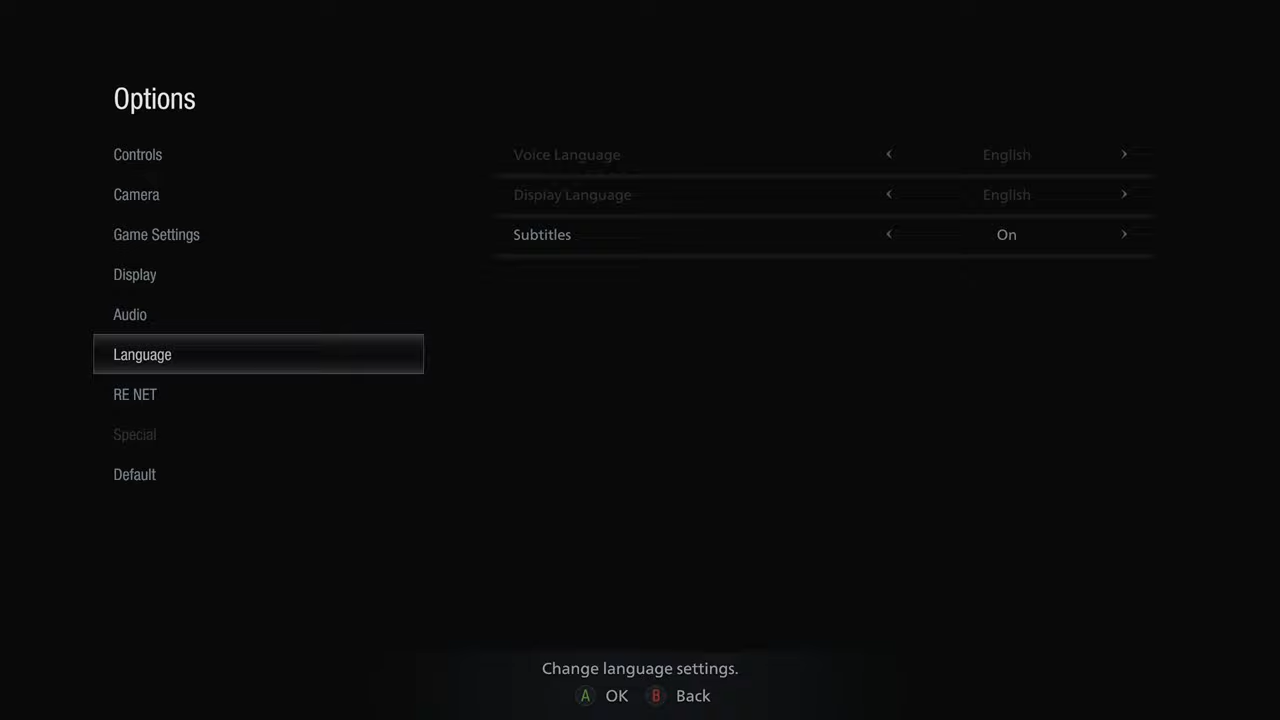 Options
Controls
Camera
Game Settings
Display
Audio
Language
RE NET
Special
Default
Voice Language ‹ English ›
Display Language ‹ English ›
Subtitles ‹ On ›
Change language settings.
A OK B Back